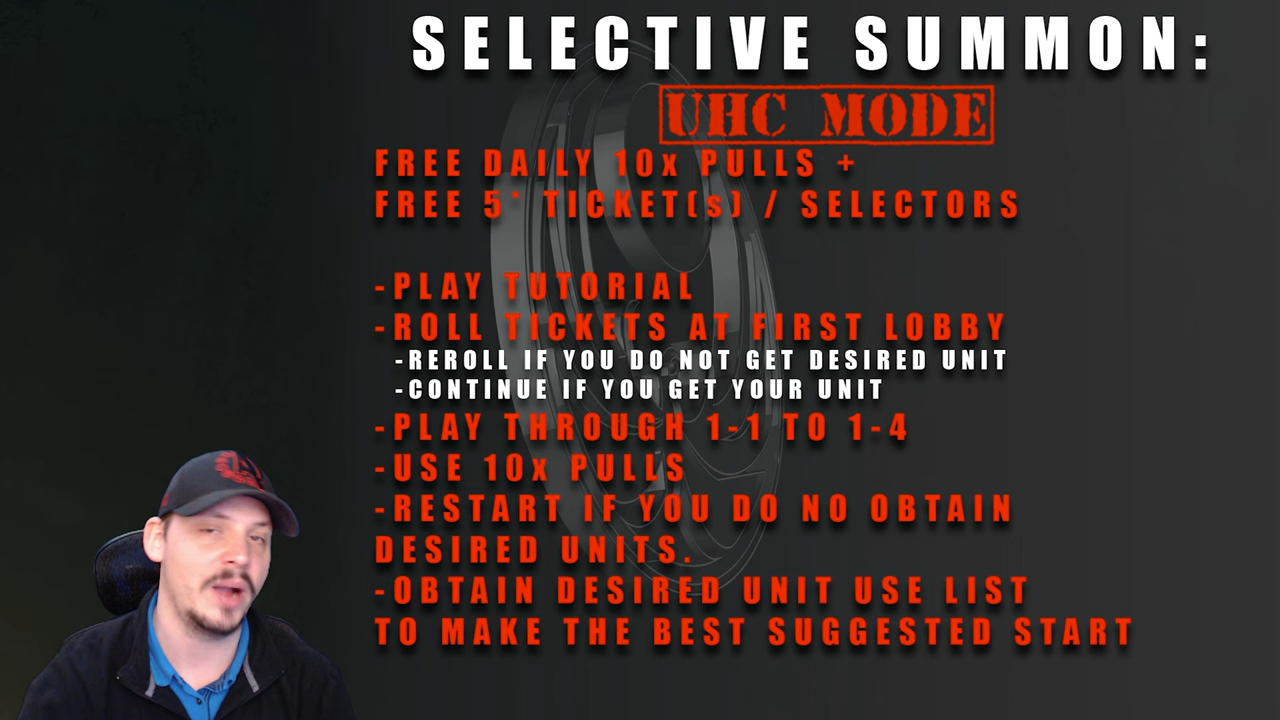 SELECTIVE SUMMON:
UHC MODE
FREE DAILY 10x PULLS +
FREE 5* TICKET(s) / SELECTORS
-PLAY TUTORIAL
-ROLL TICKETS AT FIRST LOBBY
-REROLL IF YOU DO NOT GET DESIRED UNIT
-CONTINUE IF YOU GET YOUR UNIT
-PLAY THROUGH 1-1 TO 1-4
-USE 10x PULLS
-RESTART IF YOU DO NO OBTAIN
DESIRED UNITS.
-OBTAIN DESIRED UNIT USE LIST
TO MAKE THE BEST SUGGESTED START